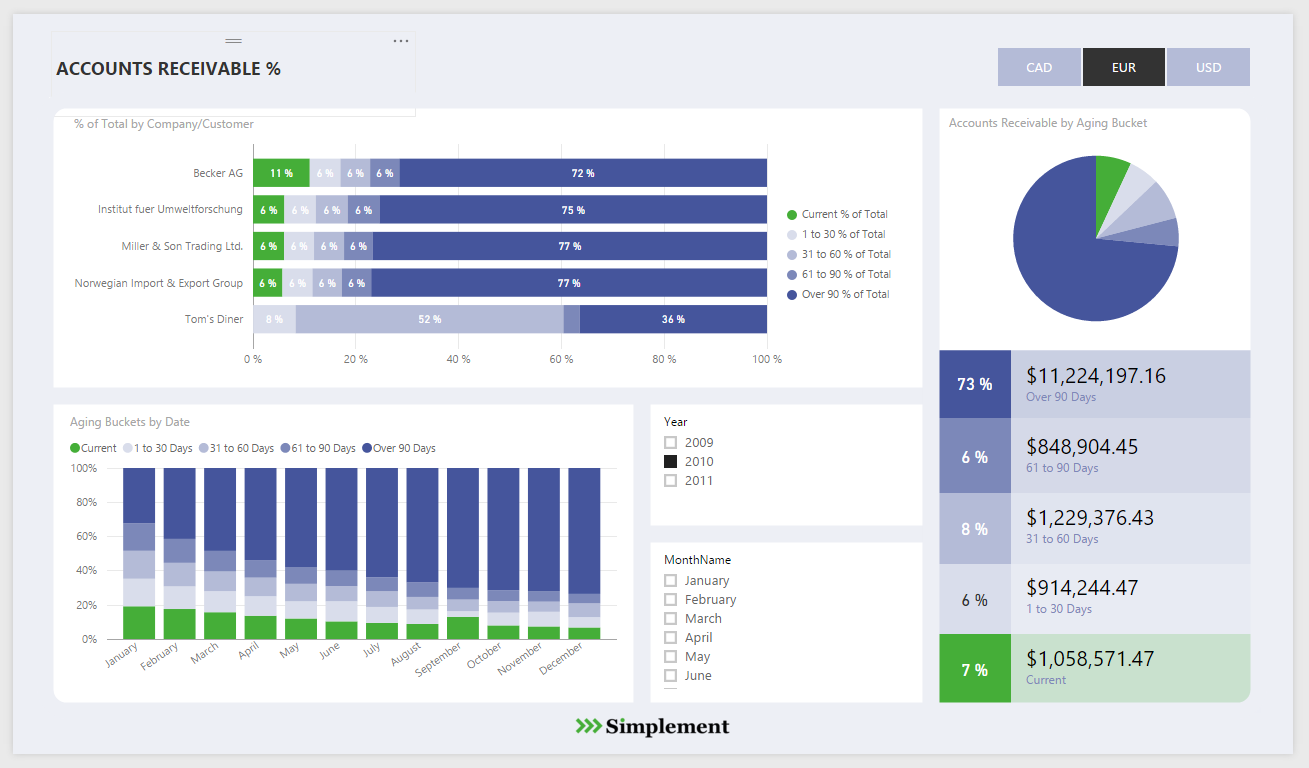 ACCOUNTS RECEIVABLE %
CAD EUR USD
% of Total by Company/Customer
Becker AG 11 % 6 % 6 % 6 % 72 %
Institut fuer Umweltforschung 6 % 6 % 6 % 6 % 75 %
Miller & Son Trading Ltd. 6 % 6 % 6 % 6 % 77 %
Norwegian Import & Export Group 6 % 6 % 6 % 6 % 77 %
Tom's Diner 8 % 52 % 36 %
0 % 20 % 40 % 60 % 80 % 100 %
Current % of Total
1 to 30 % of Total
31 to 60 % of Total
61 to 90 % of Total
Over 90 % of Total
Accounts Receivable by Aging Bucket
73 % $11,224,197.16
Over 90 Days
6 % $848,904.45
61 to 90 Days
8 % $1,229,376.43
31 to 60 Days
6 % $914,244.47
1 to 30 Days
7 % $1,058,571.47
Current
Aging Buckets by Date
Current 1 to 30 Days 31 to 60 Days 61 to 90 Days Over 90 Days
100%
80%
60%
40%
20%
0%
January February March April May June July August September October November December
Year
2009
2010
2011
MonthName
January
February
March
April
May
June
Simplement